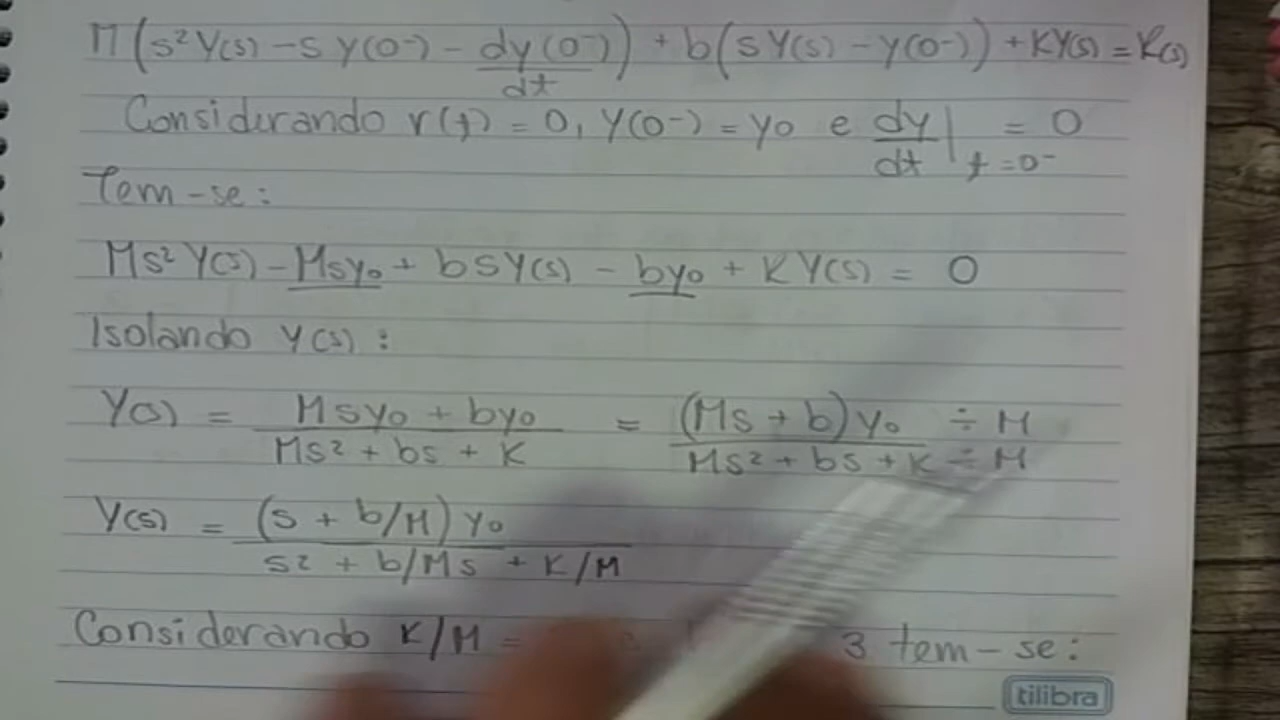 M(s²Y(s) - sy(0⁻) - dy(0⁻)/dt) + b(sY(s) - y(0⁻)) + KY(s) = R(s)
Considerando r(t) = 0, y(0⁻) = y0 e dy/dt | t=0⁻ = 0
Tem-se:
Ms²Y(s) - Msy₀ + bsY(s) - by₀ + KY(s) = 0
Isolando Y(s):
Y(s) = Msy₀ + by₀ / Ms² + bs + K = (Ms + b)y₀ ÷ M / Ms² + bs + K ÷ M
Y(s) = (s + b/M)y₀ / s² + b/Ms + K/M
Considerando K/M = 3 tem-se:
tilibra